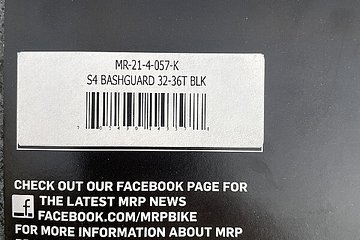 MR-21-4-057-K
S4 BASHGUARD 32-36T BLK
CHECK OUT OUR FACEBOOK PAGE FOR
f THE LATEST MRP NEWS
FACEBOOK.COM/MRPBIKE
FOR MORE INFORMATION ABOUT MRP